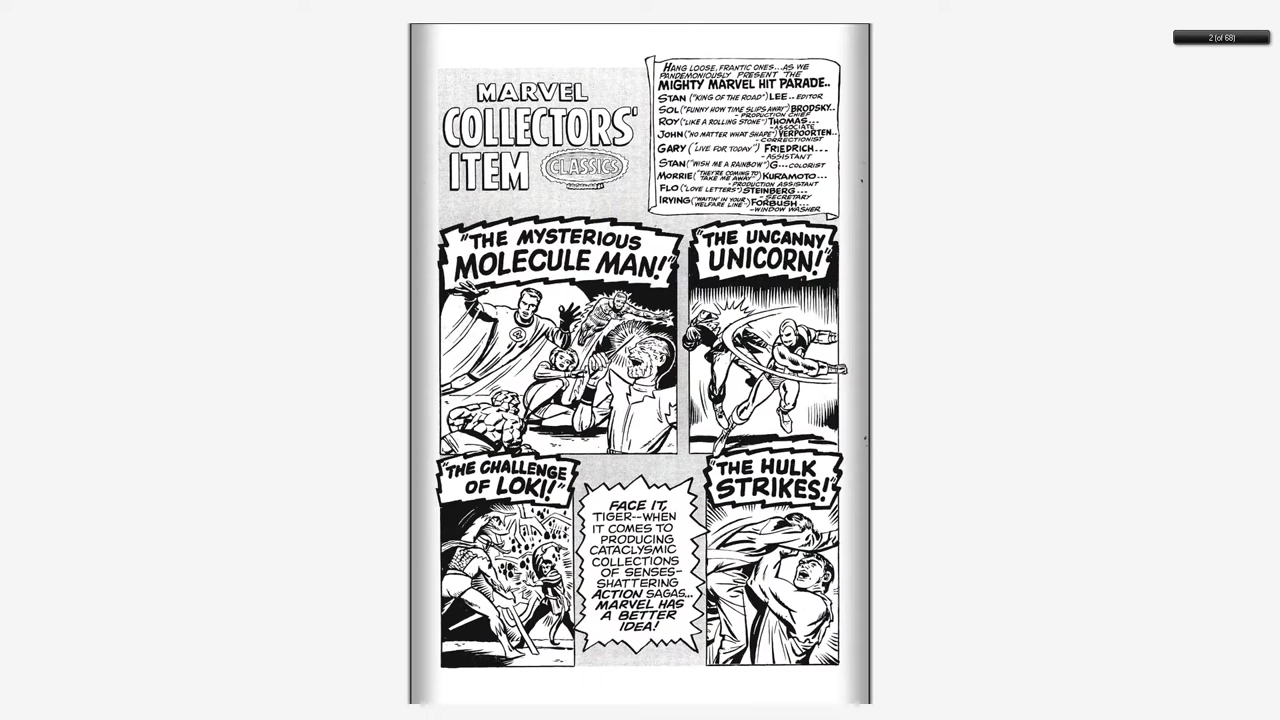 2 (of 68)
MARVEL
COLLECTORS'
ITEM
CLASSICS
HANG LOOSE, FRANTIC ONES...AS WE
PANDEMONIOUSLY PRESENT THE
MIGHTY MARVEL HIT PARADE..
STAN ("KING OF THE ROAD") LEE.. EDITOR
SOL ("FUNNY HOW TIME SLIPS AWAY") BRODSKY..
- PRODUCTION CHIEF
ROY ("LIKE A ROLLING STONE") THOMAS...
- ASSOCIATE
JOHN ("NO MATTER WHAT SHAPE") VERPOORTEN..
- CORRECTIONIST
GARY ("LIVE FOR TODAY") FRIEDRICH...
- ASSISTANT
STAN ("WISH ME A RAINBOW") G...COLORIST
MORRIE ("THEY'RE COMING TO
TAKE ME AWAY") KURAMOTO...
- PRODUCTION ASSISTANT
FLO ("LOVE LETTERS") STEINBERG...
- SECRETARY
IRVING ("WAITIN' IN YOUR
WELFARE LINE") FORBUSH...
- WINDOW WASHER
"THE MYSTERIOUS
MOLECULE MAN!"
"THE UNCANNY
UNICORN!"
"THE CHALLENGE
OF LOKI!"
FACE IT,
TIGER--WHEN
IT COMES TO
PRODUCING
CATACLYSMIC
COLLECTIONS
OF SENSES-
SHATTERING
ACTION SAGAS...
MARVEL HAS
A BETTER
IDEA!
"THE HULK
STRIKES!"